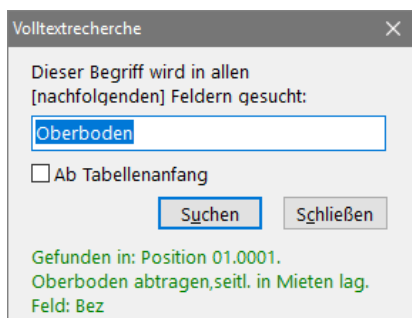 Volltextrecherche
Dieser Begriff wird in allen
[nachfolgenden] Feldern gesucht:
Oberboden
Ab Tabellenanfang
Suchen Schließen
Gefunden in: Position 01.0001.
Oberboden abtragen,seitl. in Mieten lag.
Feld: Bez